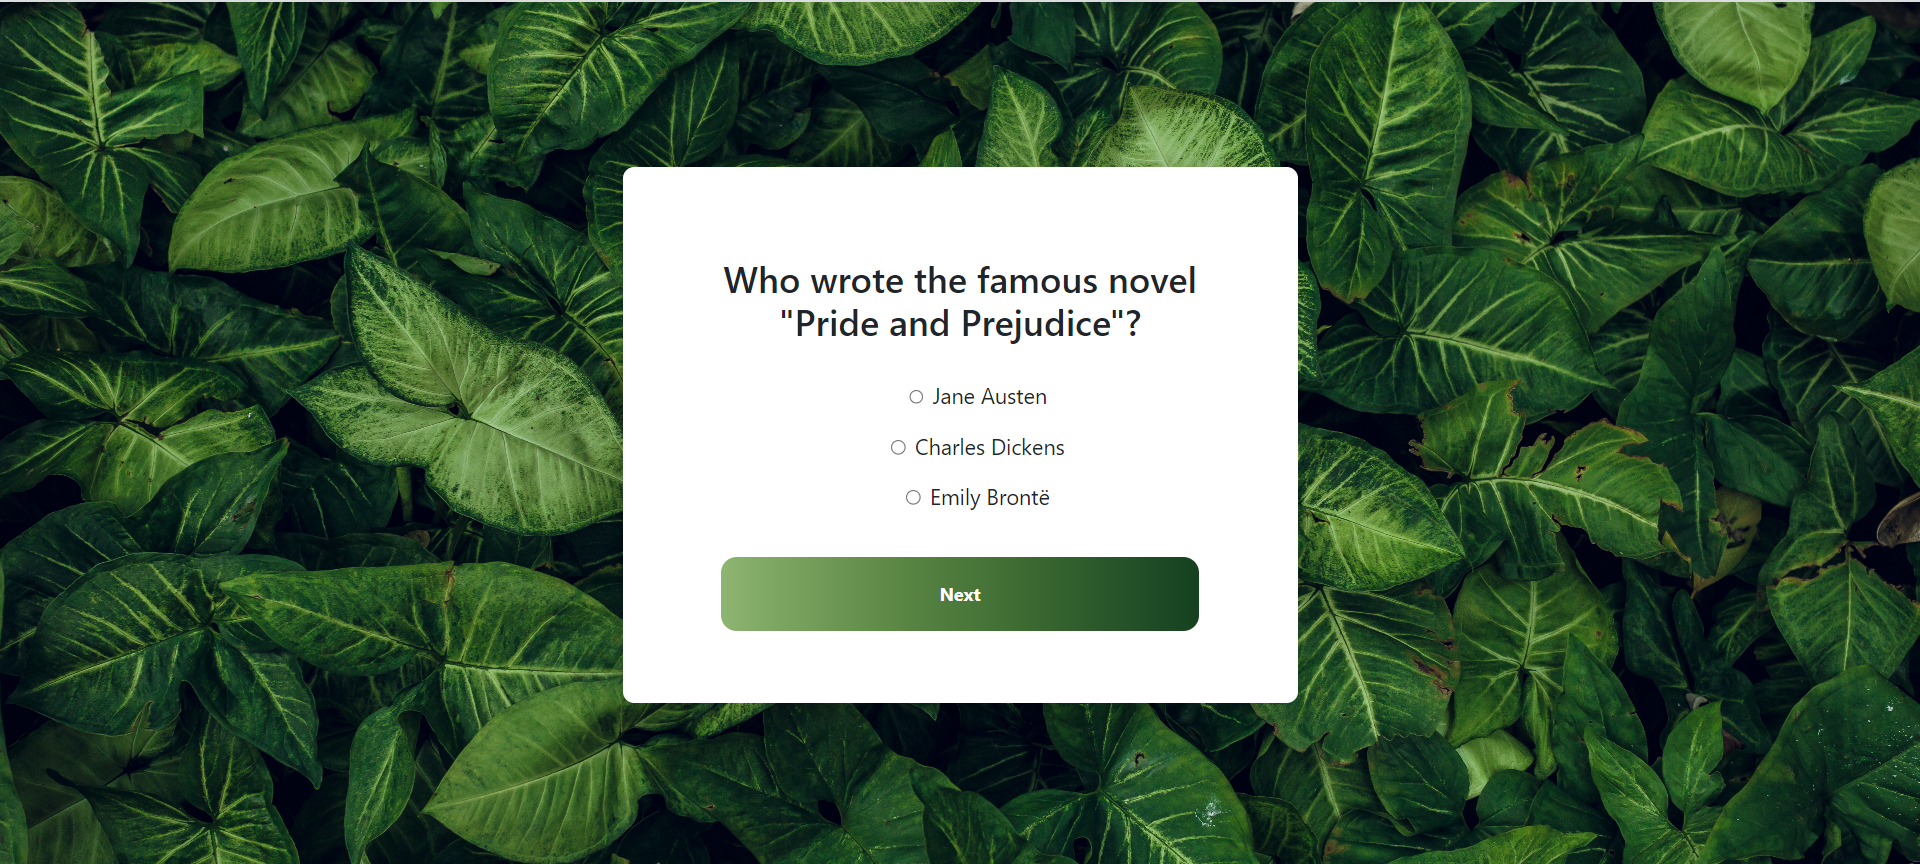 Who wrote the famous novel
"Pride and Prejudice"?
Jane Austen
Charles Dickens
Emily Brontë
Next